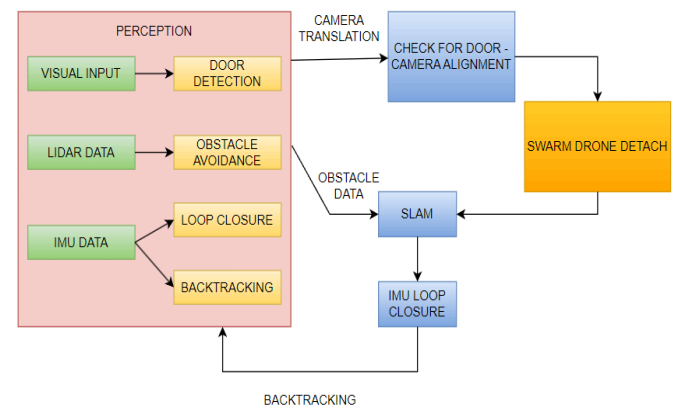 PERCEPTION
VISUAL INPUT
DOOR
DETECTION
LIDAR DATA
OBSTACLE
AVOIDANCE
IMU DATA
LOOP CLOSURE
BACKTRACKING
CAMERA
TRANSLATION
CHECK FOR DOOR -
CAMERA ALIGNMENT
SWARM DRONE DETACH
OBSTACLE
DATA
SLAM
IMU LOOP
CLOSURE
BACKTRACKING